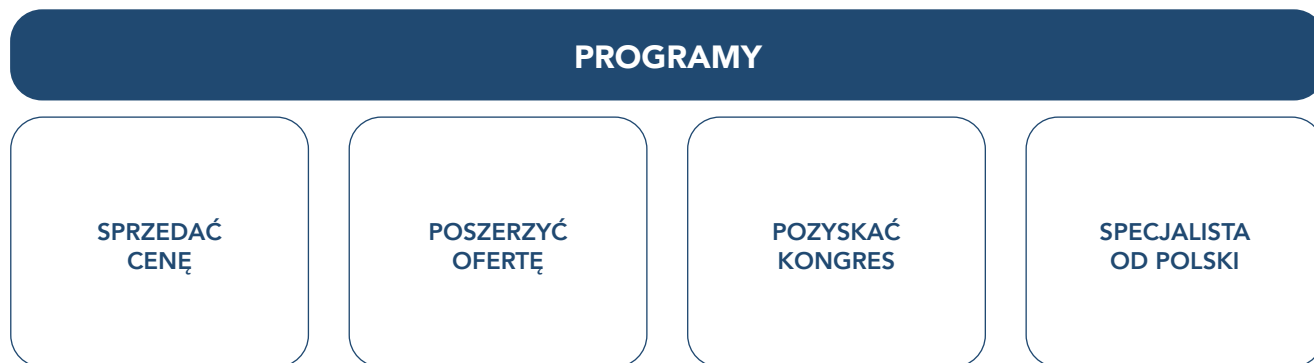 PROGRAMY
SPRZEDAĆ
CENĘ
POSZERZYĆ
OFERTĘ
POZYSKAĆ
KONGRES
SPECJALISTA
OD POLSKI